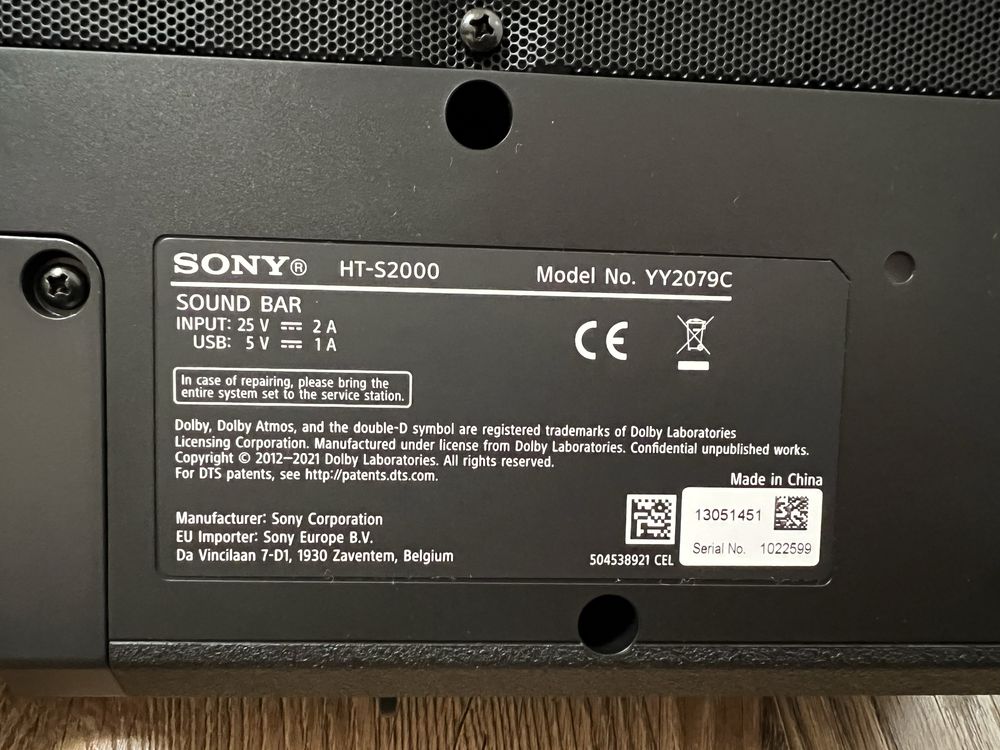 SONY® HT-S2000 Model No. YY2079C
SOUND BAR
INPUT: 25 V ⎓ 2 A
USB: 5 V ⎓ 1 A
CE
In case of repairing, please bring the
entire system set to the service station.
Dolby, Dolby Atmos, and the double-D symbol are registered trademarks of Dolby Laboratories
Licensing Corporation. Manufactured under license from Dolby Laboratories. Confidential unpublished works.
Copyright © 2012—2021 Dolby Laboratories. All rights reserved.
For DTS patents, see http://patents.dts.com.
Made in China
Manufacturer: Sony Corporation
EU Importer: Sony Europe B.V.
Da Vincilaan 7-D1, 1930 Zaventem, Belgium
504538921 CEL
13051451
Serial No. 1022599